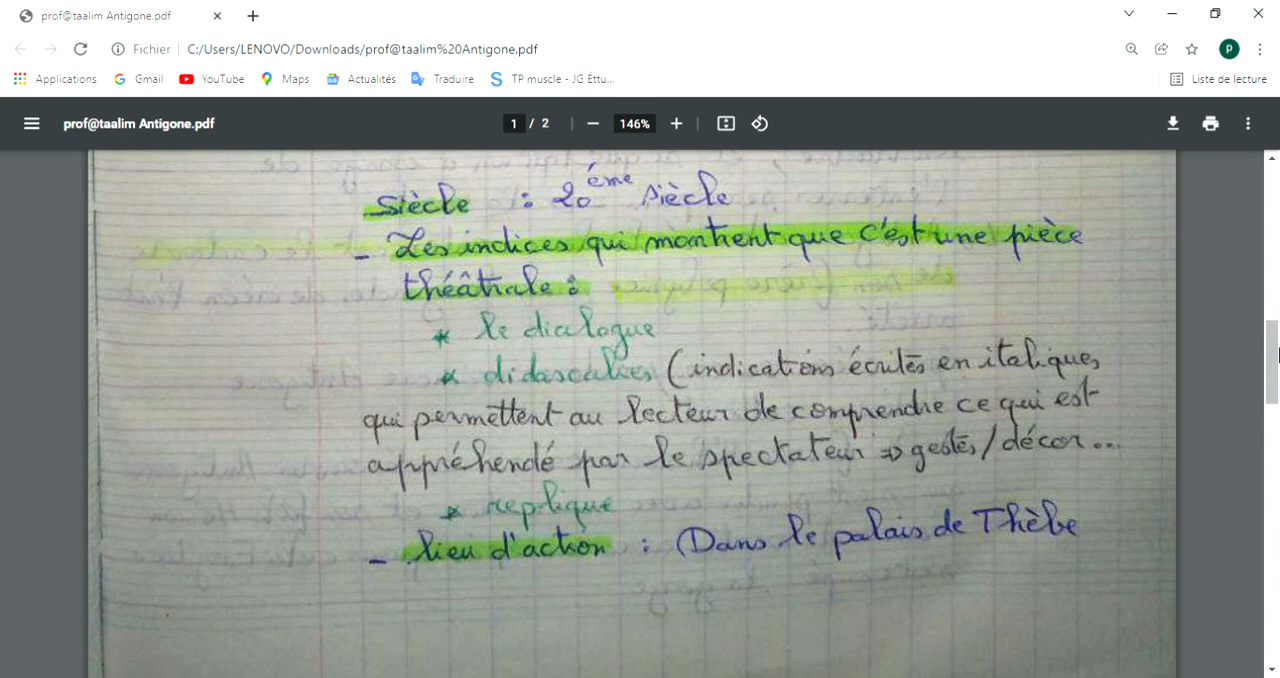 prof@taalim Antigone.pdf
Fichier C:/Users/LENOVO/Downloads/prof@taalim%20Antigone.pdf
P
Applications G Gmail YouTube Maps Actualités Traduire S TP muscle - JG Éttu... Liste de lecture
prof@taalim Antigone.pdf 1 / 2 146%
Siècle : 20 éme siècle
- Les indices qui montrent que c'est une pièce
théâtrale :
* le dialogue
* didascalies (indications écrites en italiques,
qui permettent au lecteur de comprendre ce qui est
appréhendé par le spectateur => gestes/décor...
* replique
- lieu d'action : (Dans le palais de Thèbe